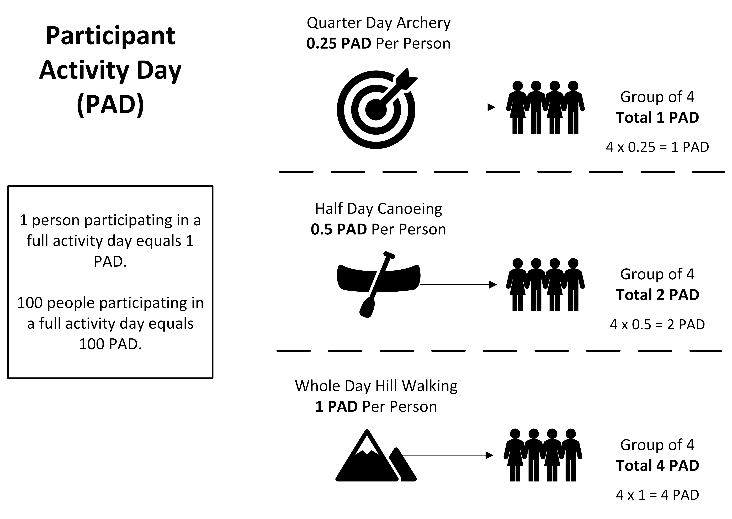 Participant
Activity Day
(PAD)
1 person participating in a
full activity day equals 1
PAD.
100 people participating in
a full activity day equals
100 PAD.
Quarter Day Archery
0.25 PAD Per Person
Group of 4
Total 1 PAD
4 x 0.25 = 1 PAD
Half Day Canoeing
0.5 PAD Per Person
Group of 4
Total 2 PAD
4 x 0.5 = 2 PAD
Whole Day Hill Walking
1 PAD Per Person
Group of 4
Total 4 PAD
4 x 1 = 4 PAD